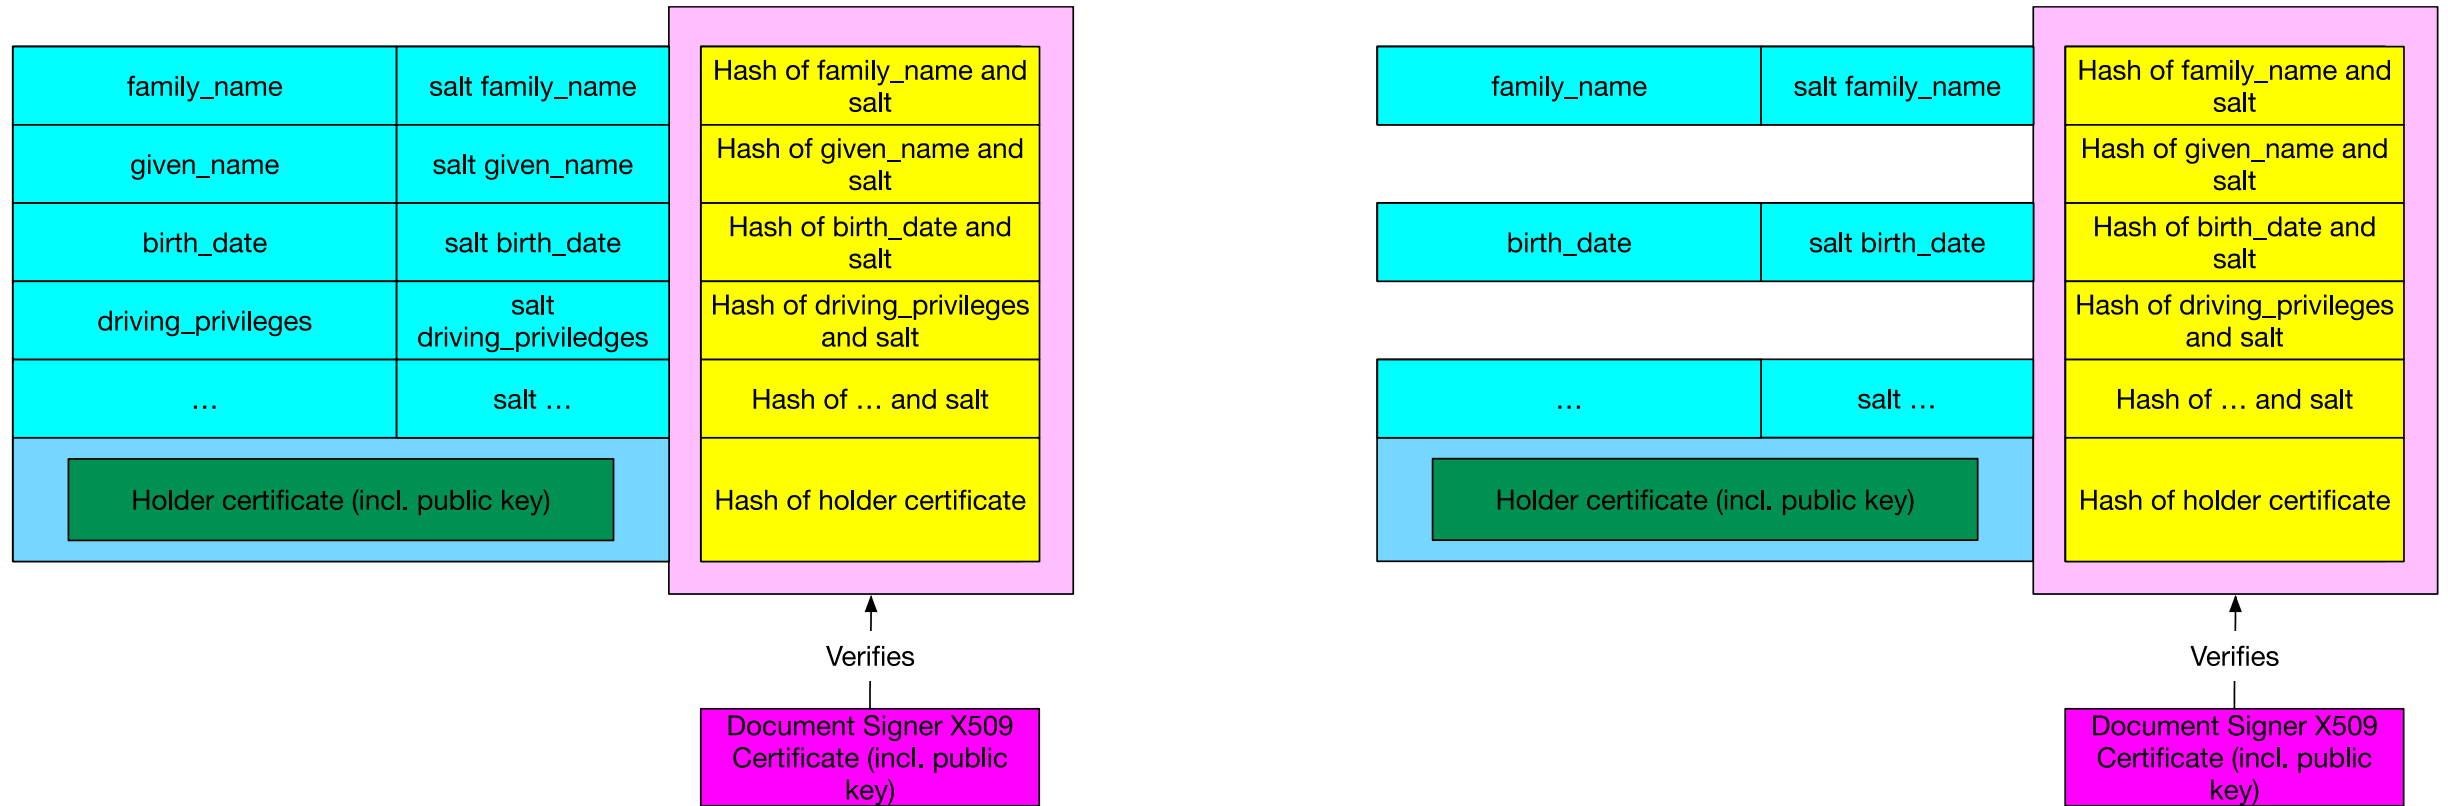 family_name
salt family_name
Hash of family_name and
salt
given_name
salt given_name
Hash of given_name and
salt
birth_date
salt birth_date
Hash of birth_date and
salt
driving_privileges
salt
driving_priviledges
Hash of driving_privileges
and salt
…
salt …
Hash of … and salt
Holder certificate (incl. public key)
Hash of holder certificate
Verifies
Document Signer X509
Certificate (incl. public
key)
family_name
salt family_name
Hash of family_name and
salt
Hash of given_name and
salt
birth_date
salt birth_date
Hash of birth_date and
salt
Hash of driving_privileges
and salt
…
salt …
Hash of … and salt
Holder certificate (incl. public key)
Hash of holder certificate
Verifies
Document Signer X509
Certificate (incl. public
key)